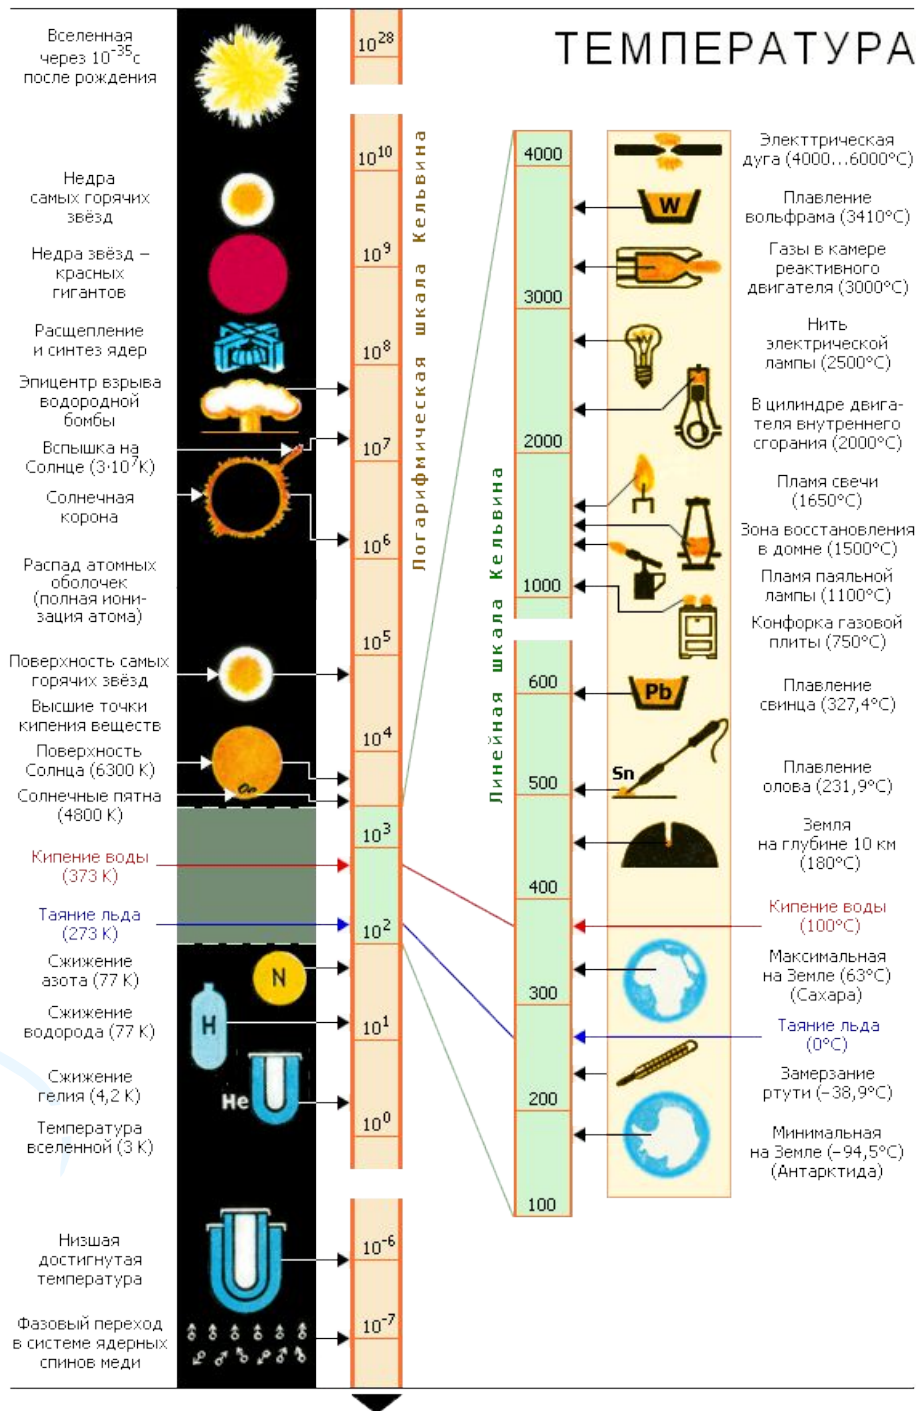 ТЕМПЕРАТУРА
Вселенная
через 10⁻³⁵с
после рождения
Недра
самых горячих
звёзд
Недра звёзд –
красных
гигантов
Расщепление
и синтез ядер
Эпицентр взрыва
водородной
бомбы
Вспышка на
Солнце (3·10⁷К)
Солнечная
корона
Распад атомных
оболочек
(полная иони-
зация атома)
Поверхность самых
горячих звёзд
Высшие точки
кипения веществ
Поверхность
Солнца (6300 К)
Солнечные пятна
(4800 К)
Кипение воды
(373 К)
Таяние льда
(273 К)
Сжижение
азота (77 К)
Сжижение
водорода (77 К)
Сжижение
гелия (4,2 К)
Температура
вселенной (3 К)
Низшая
достигнутая
температура
Фазовый переход
в системе ядерных
спинов меди
N
H
He
10²⁸
10¹⁰
10⁹
10⁸
10⁷
10⁶
10⁵
10⁴
10³
10²
10¹
10⁰
10⁻⁶
10⁻⁷
Логарифмическая шкала Кельвина
Линейная шкала Кельвина
4000
3000
2000
1000
600
500
400
300
200
100
W
Pb
Sn
Электтрическая
дуга (4000...6000°С)
Плавление
вольфрама (3410°С)
Газы в камере
реактивного
двигателя (3000°С)
Нить
электрической
лампы (2500°С)
В цилиндре двига-
теля внутреннего
сгорания (2000°С)
Пламя свечи
(1650°С)
Зона восстановления
в домне (1500°С)
Пламя паяльной
лампы (1100°С)
Конфорка газовой
плиты (750°С)
Плавление
свинца (327,4°С)
Плавление
олова (231,9°С)
Земля
на глубине 10 км
(180°С)
Кипение воды
(100°С)
Максимальная
на Земле (63°С)
(Сахара)
Таяние льда
(0°С)
Замерзание
ртути (–38,9°С)
Минимальная
на Земле (–94,5°С)
(Антарктида)